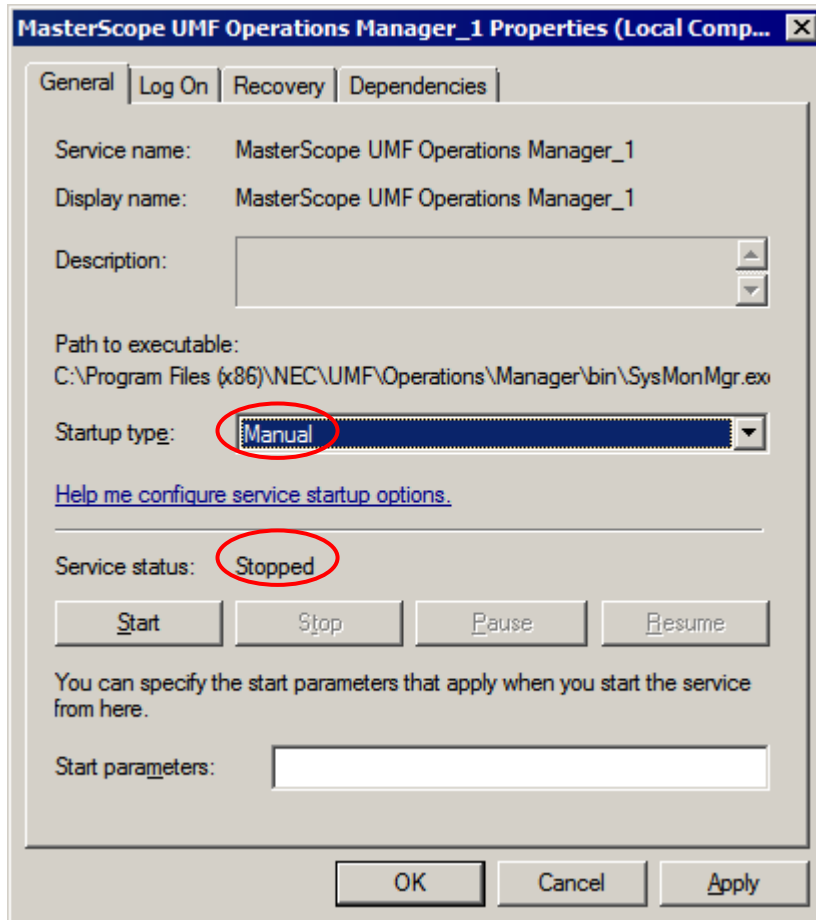 MasterScope UMF Operations Manager_1 Properties (Local Comp...
General Log On Recovery Dependencies
Service name: MasterScope UMF Operations Manager_1
Display name: MasterScope UMF Operations Manager_1
Description:
Path to executable:
C:\Program Files (x86)\NEC\UMF\Operations\Manager\bin\SysMonMgr.exe
Startup type: Manual
Help me configure service startup options.
Service status: Stopped
Start Stop Pause Resume
You can specify the start parameters that apply when you start the service
from here.
Start parameters:
OK Cancel Apply